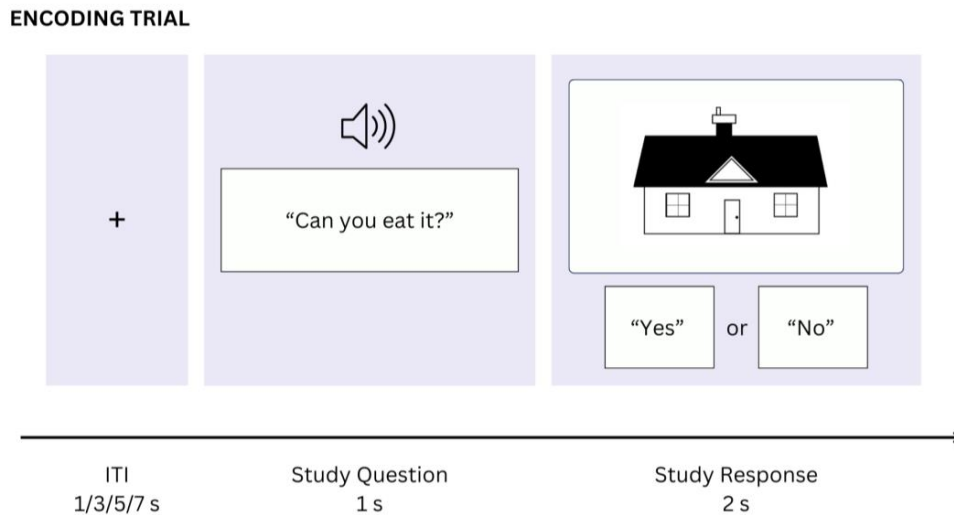 ENCODING TRIAL
+
“Can you eat it?”
“Yes” or “No”
ITI
1/3/5/7 s
Study Question
1 s
Study Response
2 s